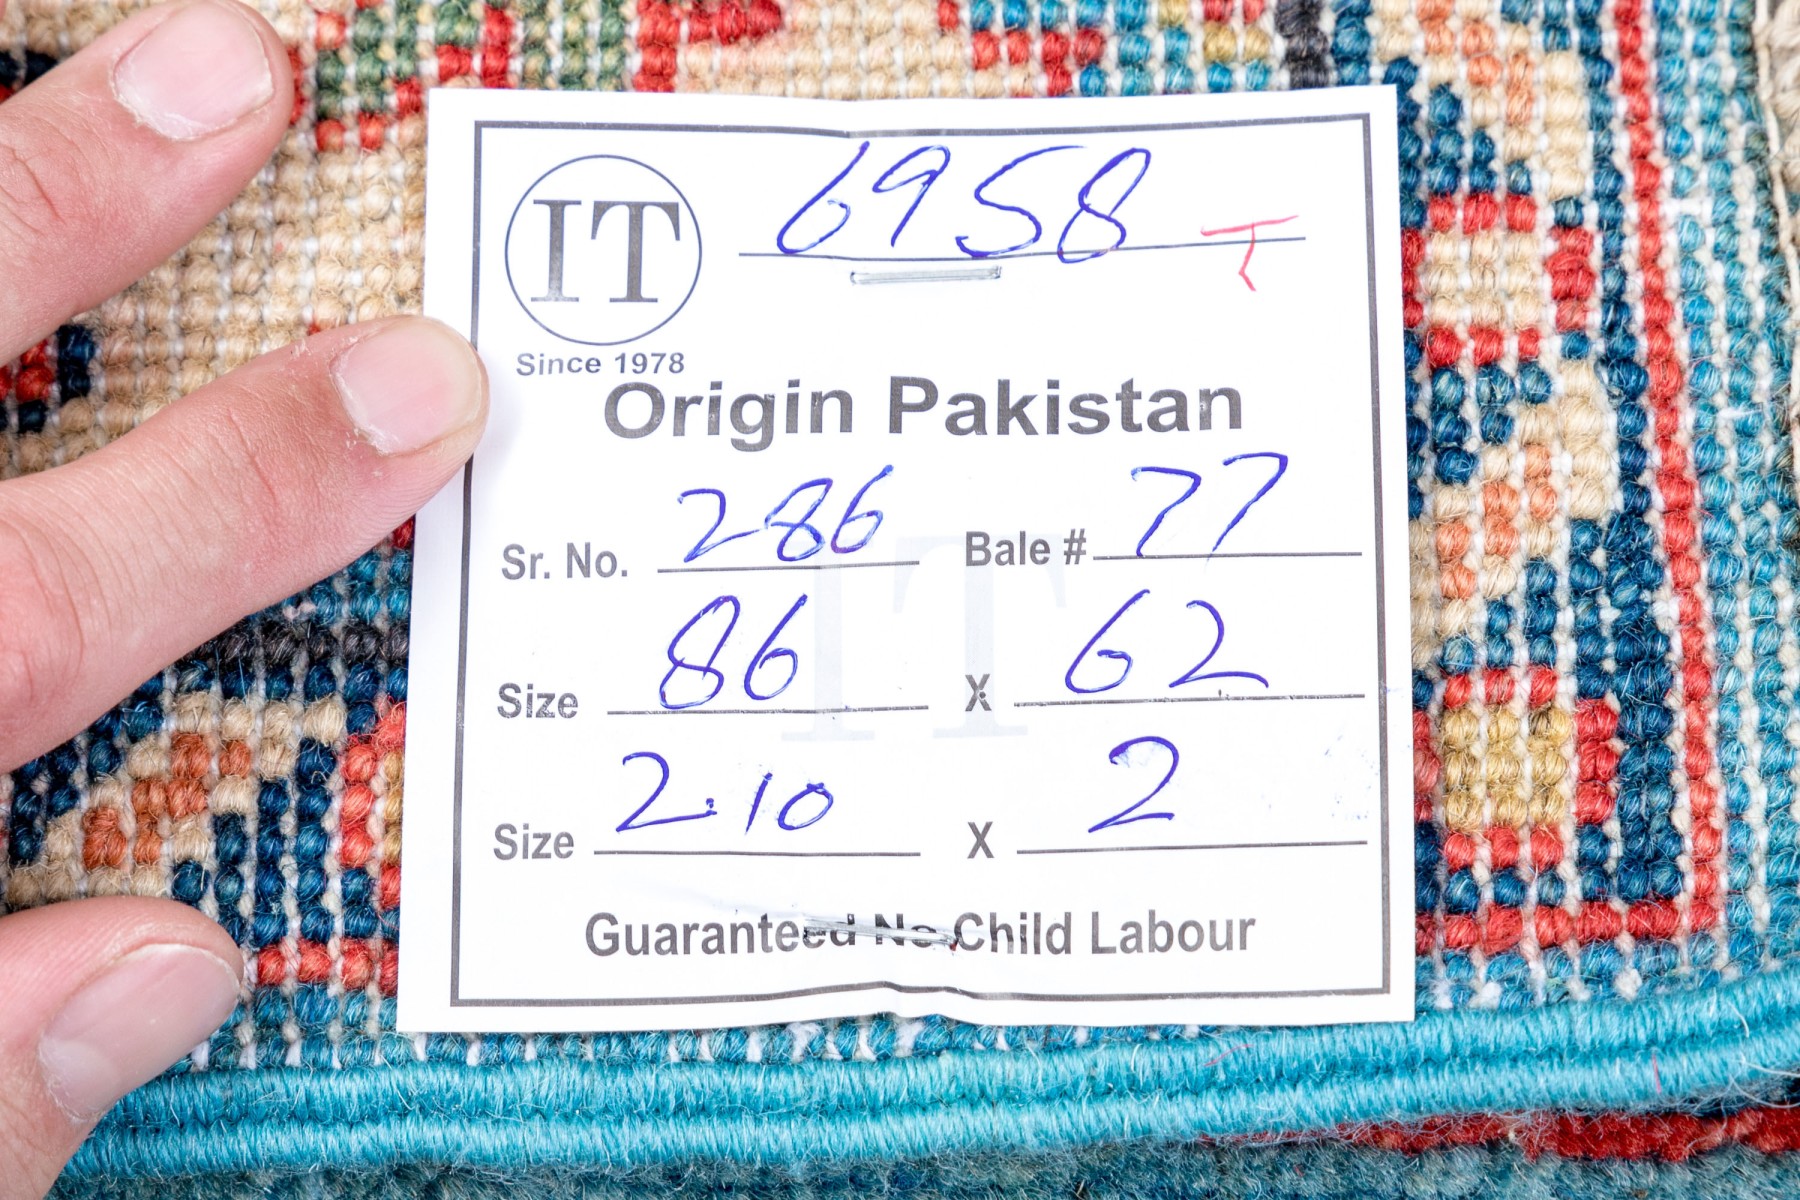 IT
6958 T
Since 1978
Origin Pakistan
Sr. No. 286 Bale # 77
Size 86 X 62
Size 2.10 X 2
Guaranteed No Child Labour